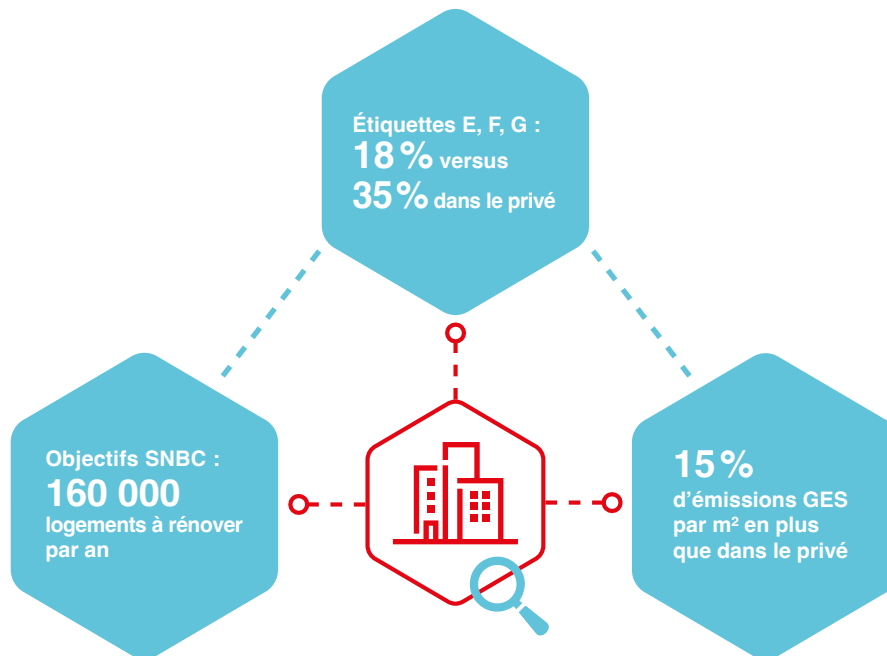 Étiquettes E, F, G :
18 % versus
35 % dans le privé
Objectifs SNBC :
160 000
logements à rénover
par an
15 %
d’émissions GES
par m² en plus
que dans le privé